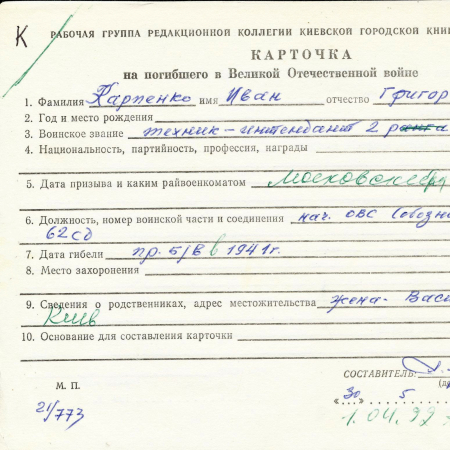 К РАБОЧАЯ ГРУППА РЕДАКЦИОННОЙ КОЛЛЕГИИ КИЕВСКОЙ ГОРОДСКОЙ КНИ
КАРТОЧКА
на погибшего в Великой Отечественной войне
1. Фамилия Карпенко имя Иван отчество Григор
2. Год и место рождения
3. Воинское звание техник-интендант 2 ранга
4. Национальность, партийность, профессия, награды
5. Дата призыва и каким райвоенкоматом Московским
6. Должность, номер воинской части и соединения нач. ОВС
62 сд
7. Дата гибели пр. б/в в 1941г.
8. Место захоронения
9. Сведения о родственниках, адрес местожительства жена - Васи
Киев
10. Основание для составления карточки
СОСТАВИТЕЛЬ:
М. П.
«30» 5
21/773
1.04.92